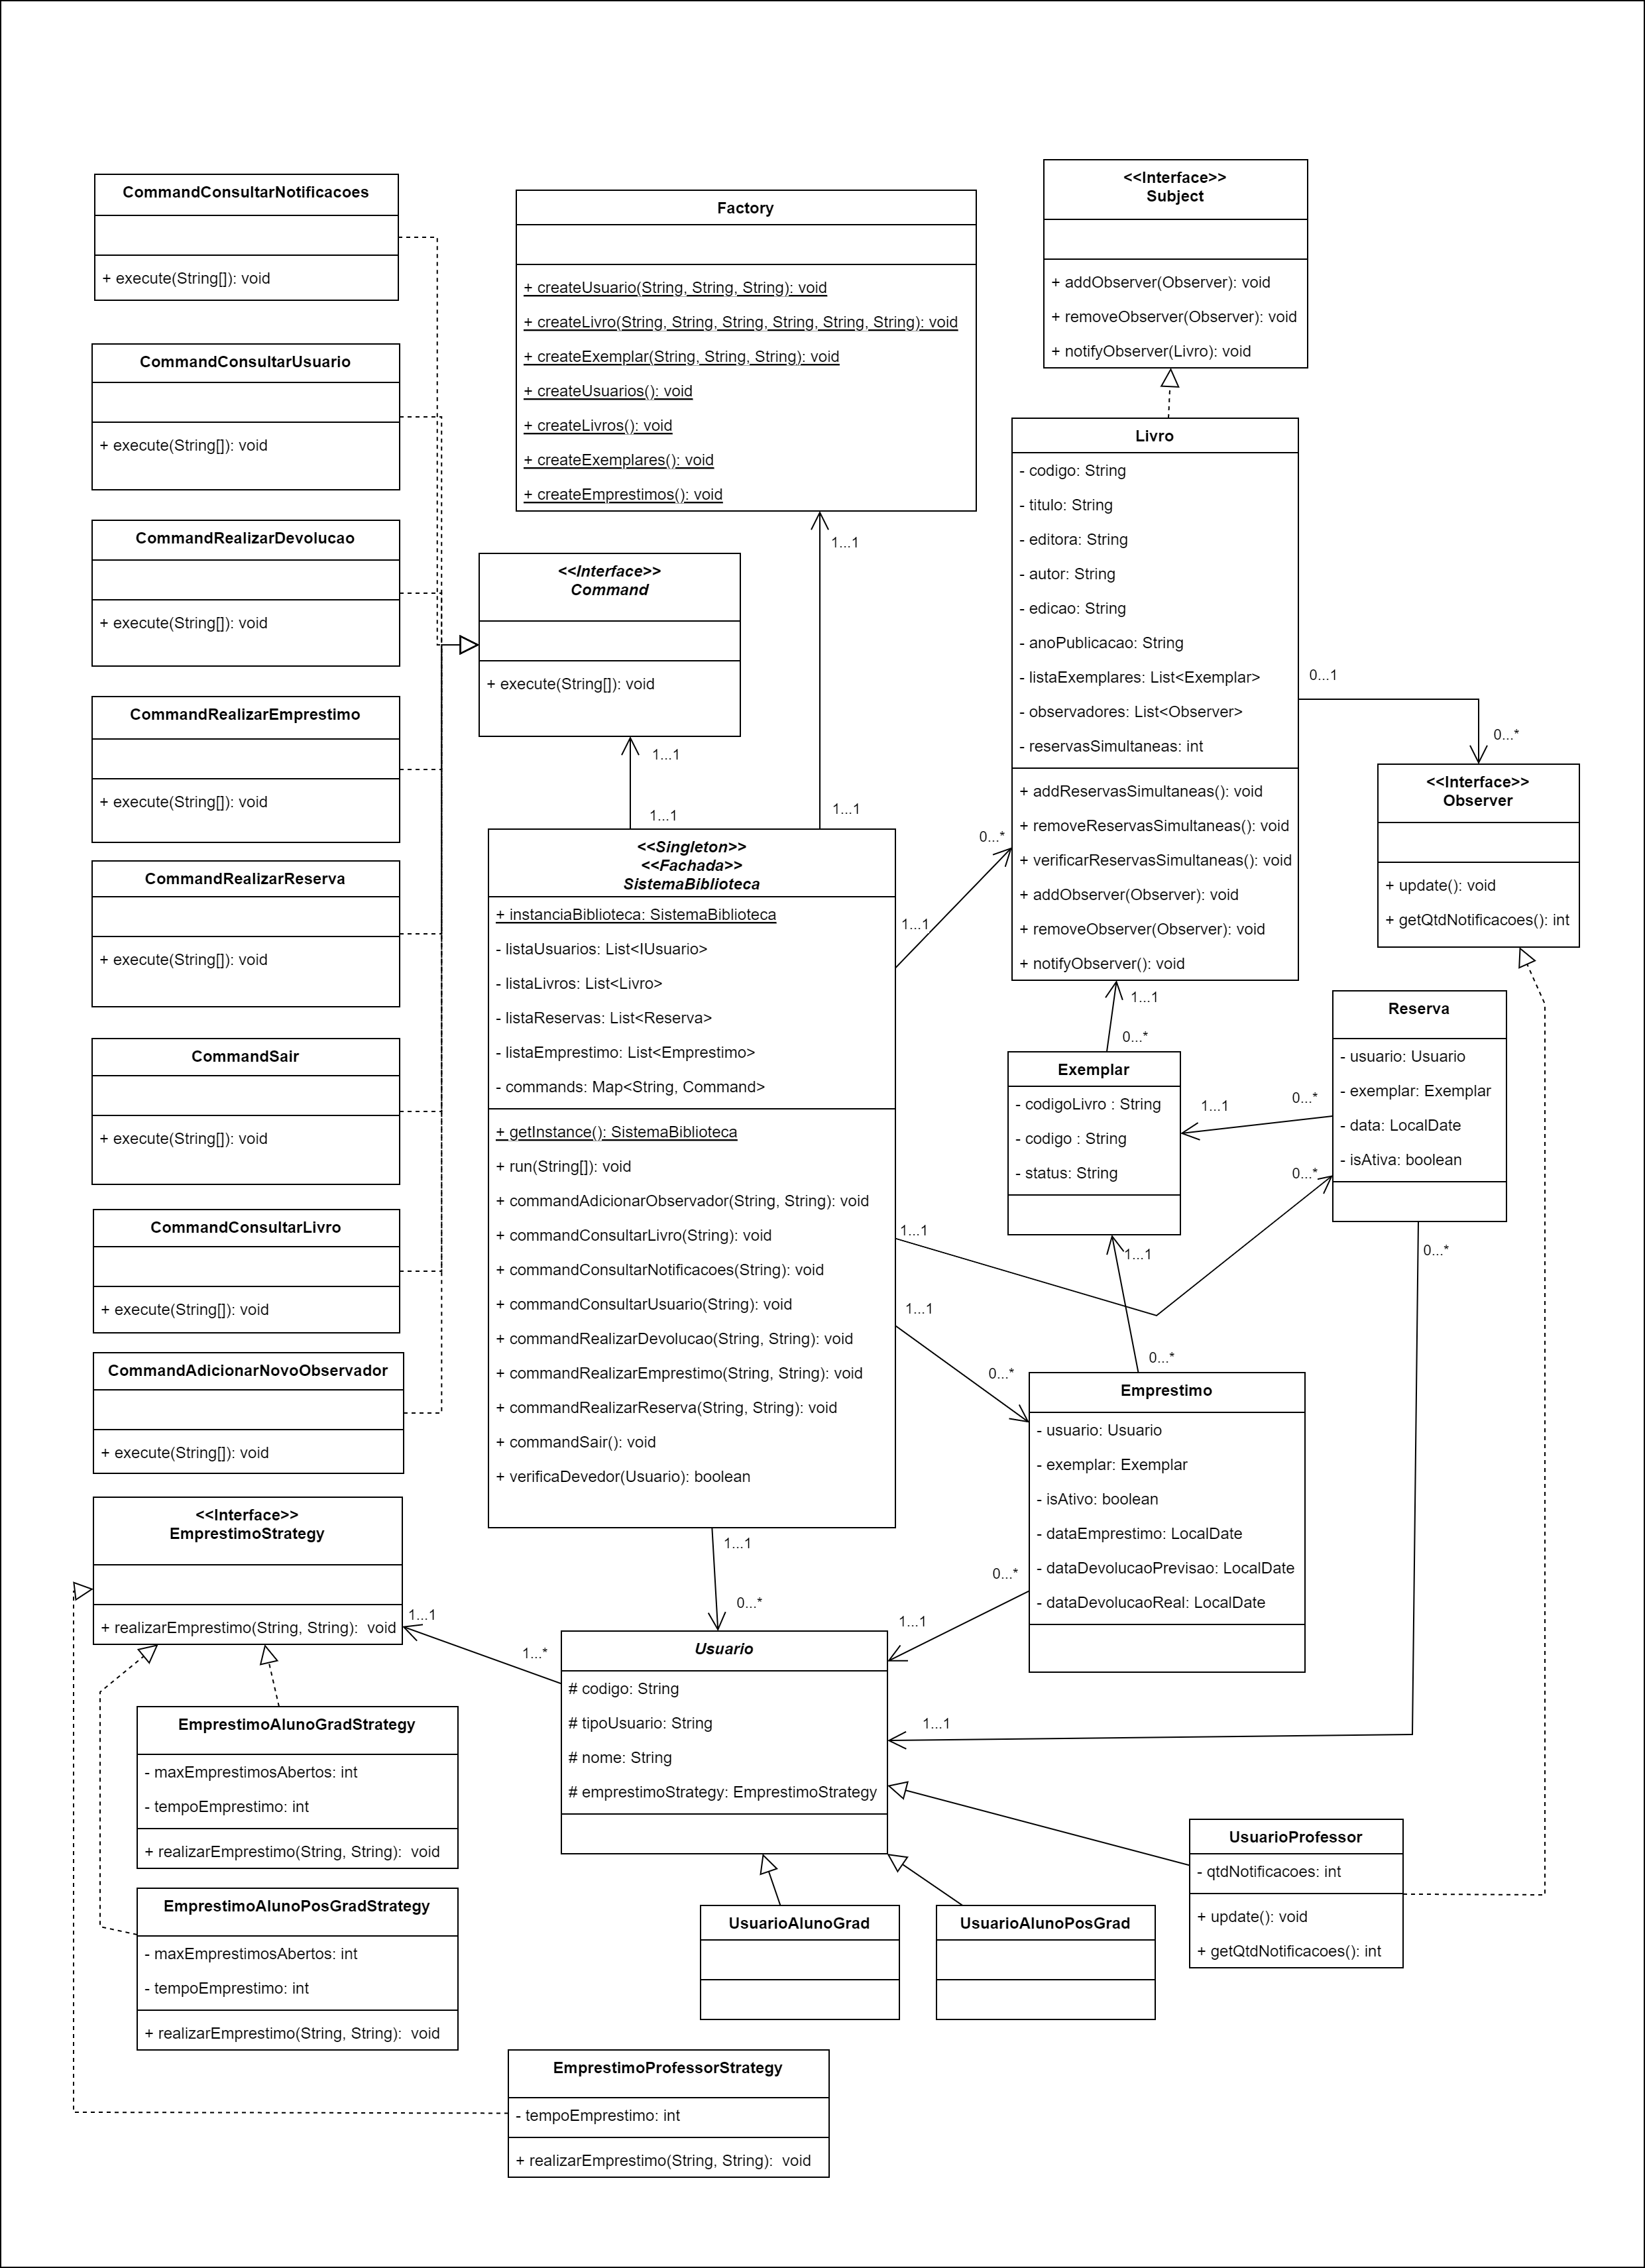 CommandConsultarNotificacoes
+ execute(String[]): void
CommandConsultarUsuario
+ execute(String[]): void
CommandRealizarDevolucao
+ execute(String[]): void
CommandRealizarEmprestimo
+ execute(String[]): void
CommandRealizarReserva
+ execute(String[]): void
CommandSair
+ execute(String[]): void
CommandConsultarLivro
+ execute(String[]): void
CommandAdicionarNovoObservador
+ execute(String[]): void
<<Interface>>
EmprestimoStrategy
+ realizarEmprestimo(String, String): void
1...1
1...*
EmprestimoAlunoGradStrategy
- maxEmprestimosAbertos: int
- tempoEmprestimo: int
+ realizarEmprestimo(String, String): void
EmprestimoAlunoPosGradStrategy
- maxEmprestimosAbertos: int
- tempoEmprestimo: int
+ realizarEmprestimo(String, String): void
EmprestimoProfessorStrategy
- tempoEmprestimo: int
+ realizarEmprestimo(String, String): void
Factory
+ createUsuario(String, String, String): void
+ createLivro(String, String, String, String, String, String): void
+ createExemplar(String, String, String): void
+ createUsuarios(): void
+ createLivros(): void
+ createExemplares(): void
+ createEmprestimos(): void
1...1
<<Interface>>
Command
+ execute(String[]): void
1...1
1...1
1...1
<<Singleton>>
<<Fachada>>
SistemaBiblioteca
+ instanciaBiblioteca: SistemaBiblioteca
- listaUsuarios: List<IUsuario>
- listaLivros: List<Livro>
- listaReservas: List<Reserva>
- listaEmprestimo: List<Emprestimo>
- commands: Map<String, Command>
+ getInstance(): SistemaBiblioteca
+ run(String[]): void
+ commandAdicionarObservador(String, String): void
+ commandConsultarLivro(String): void
+ commandConsultarNotificacoes(String): void
+ commandConsultarUsuario(String): void
+ commandRealizarDevolucao(String, String): void
+ commandRealizarEmprestimo(String, String): void
+ commandRealizarReserva(String, String): void
+ commandSair(): void
+ verificaDevedor(Usuario): boolean
0...*
1...1
1...1
1...1
0...*
1...1
0...*
Usuario
# codigo: String
# tipoUsuario: String
# nome: String
# emprestimoStrategy: EmprestimoStrategy
UsuarioAlunoGrad
UsuarioAlunoPosGrad
<<Interface>>
Subject
+ addObserver(Observer): void
+ removeObserver(Observer): void
+ notifyObserver(Livro): void
Livro
- codigo: String
- titulo: String
- editora: String
- autor: String
- edicao: String
- anoPublicacao: String
- listaExemplares: List<Exemplar>
- observadores: List<Observer>
- reservasSimultaneas: int
+ addReservasSimultaneas(): void
+ removeReservasSimultaneas(): void
+ verificarReservasSimultaneas(): void
+ addObserver(Observer): void
+ removeObserver(Observer): void
+ notifyObserver(): void
0...1
0...*
<<Interface>>
Observer
+ update(): void
+ getQtdNotificacoes(): int
1...1
0...*
Exemplar
- codigoLivro : String
- codigo : String
- status: String
1...1
0...*
0...*
Reserva
- usuario: Usuario
- exemplar: Exemplar
- data: LocalDate
- isAtiva: boolean
0...*
1...1
0...*
Emprestimo
- usuario: Usuario
- exemplar: Exemplar
- isAtivo: boolean
- dataEmprestimo: LocalDate
- dataDevolucaoPrevisao: LocalDate
- dataDevolucaoReal: LocalDate
0...*
1...1
1...1
UsuarioProfessor
- qtdNotificacoes: int
+ update(): void
+ getQtdNotificacoes(): int